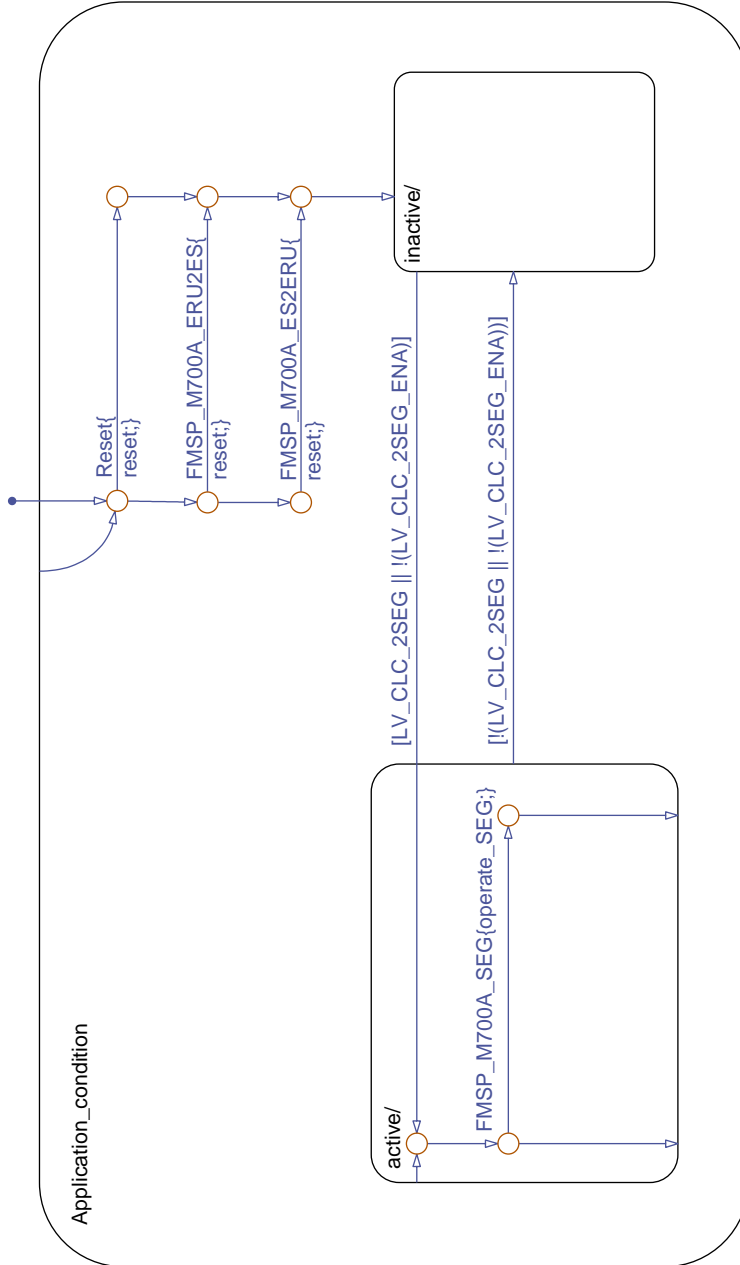 Application_condition
Reset{
reset;}
FMSP_M700A_ERU2ES{
reset;}
FMSP_M700A_ES2ERU{
reset;}
active/
[LV_CLC_2SEG || !(LV_CLC_2SEG_ENA)]
inactive/
FMSP_M700A_SEG{operate_SEG;}
[!(LV_CLC_2SEG || !(LV_CLC_2SEG_ENA))]